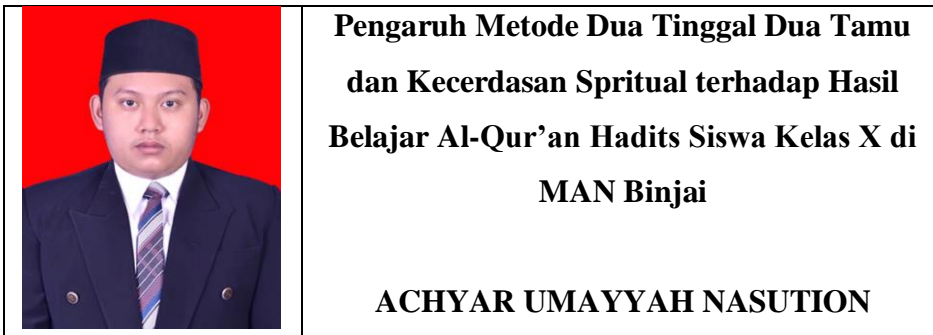 Pengaruh Metode Dua Tinggal Dua Tamu
dan Kecerdasan Spritual terhadap Hasil
Belajar Al-Qur’an Hadits Siswa Kelas X di
MAN Binjai
ACHYAR UMAYYAH NASUTION